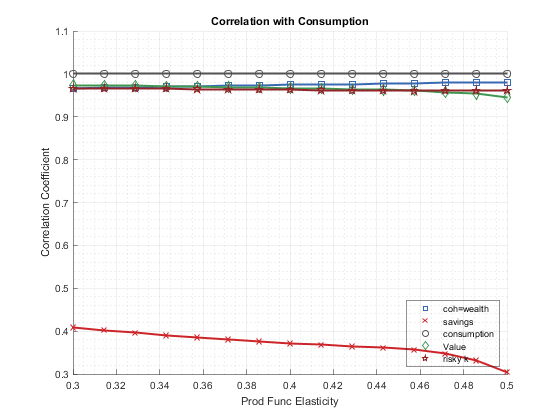 Correlation with Consumption
1.1
1
0.9
0.8
0.7
0.6
0.5
0.4
0.3
Correlation Coefficient
0.3 0.32 0.34 0.36 0.38 0.4 0.42 0.44 0.46 0.48 0.5
Prod Func Elasticity
coh=wealth
savings
consumption
Value
risky k